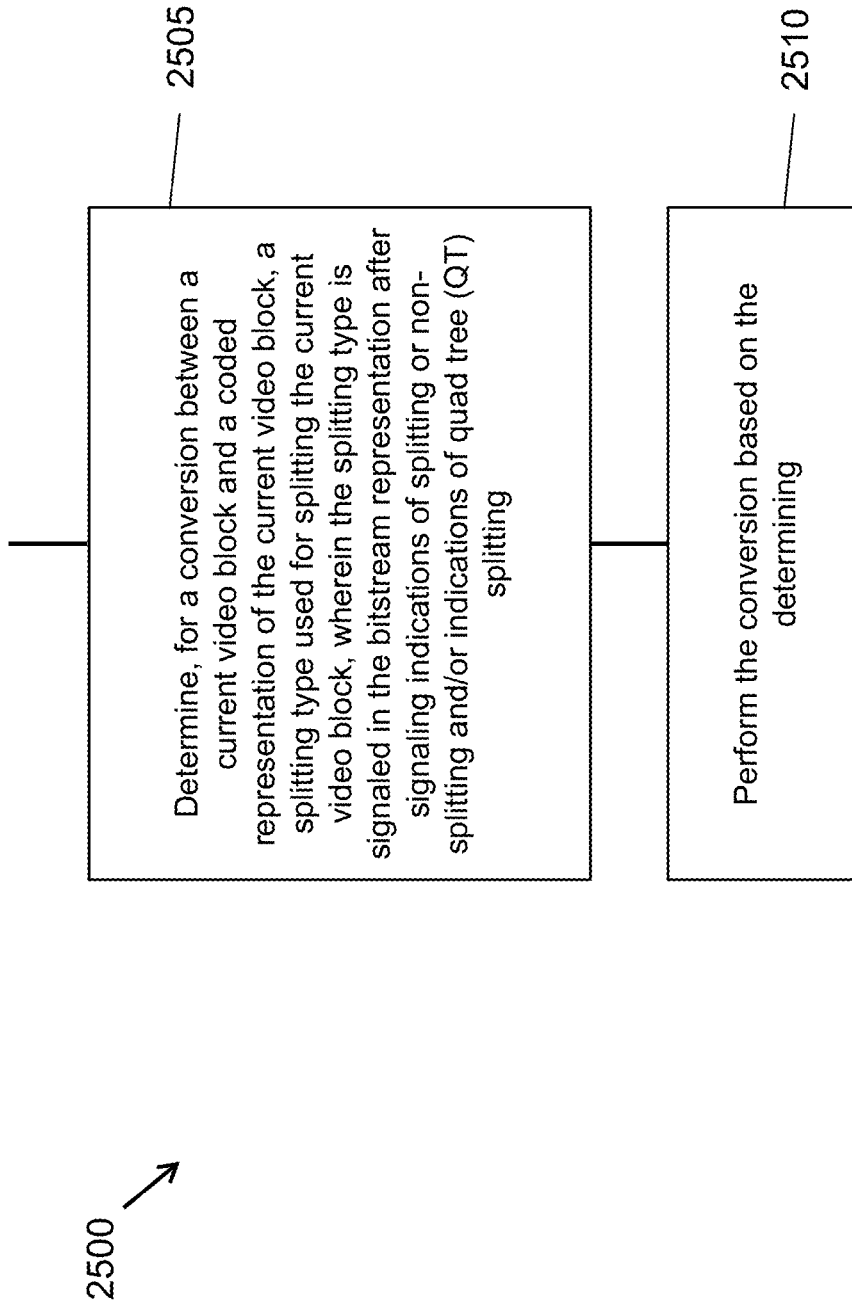 2500
Determine, for a conversion between a
current video block and a coded
representation of the current video block, a
splitting type used for splitting the current
video block, wherein the splitting type is
signaled in the bitstream representation after
signaling indications of splitting or non-
splitting and/or indications of quad tree (QT)
splitting
2505
Perform the conversion based on the
determining
2510